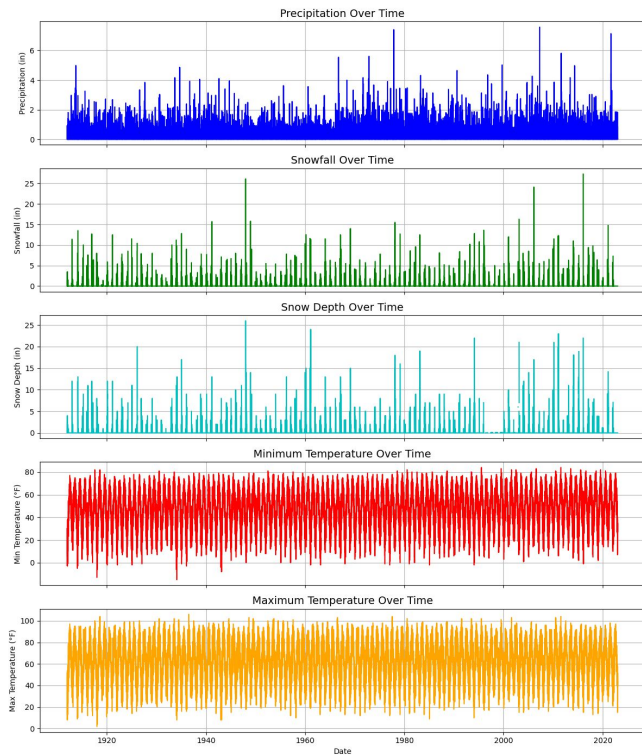 Precipitation Over Time
Precipitation (in)
6
4
2
0
Snowfall Over Time
Snowfall (in)
25
20
15
10
5
0
Snow Depth Over Time
Snow Depth (in)
25
20
15
10
5
0
Minimum Temperature Over Time
Min Temperature (°F)
80
60
40
20
0
Maximum Temperature Over Time
Max Temperature (°F)
100
80
60
40
20
0
1920 1940 1960 1980 2000 2020
Date